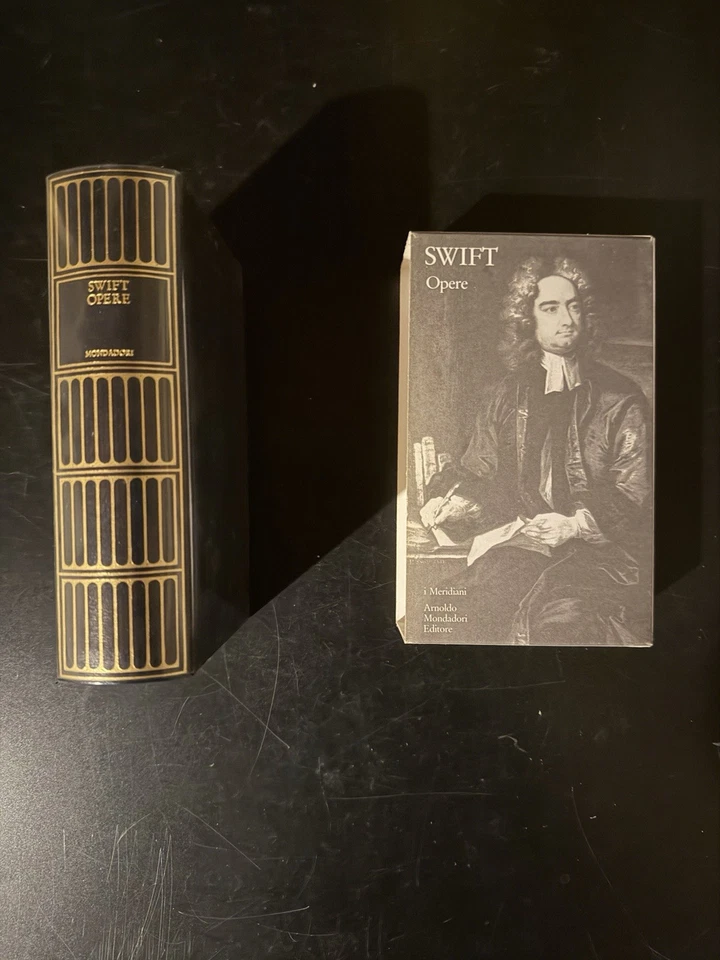 SWIFT
OPERE
MONDADORI
SWIFT
Opere
i Meridiani
Arnoldo
Mondadori
Editore